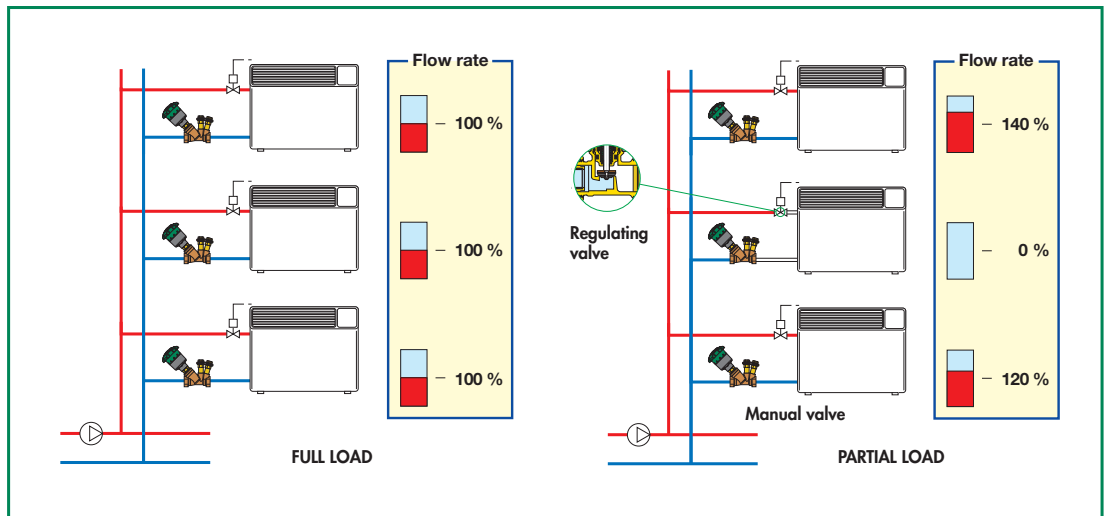 Flow rate
100 %
100 %
100 %
FULL LOAD
Flow rate
140 %
Regulating
valve
0 %
120 %
Manual valve
PARTIAL LOAD